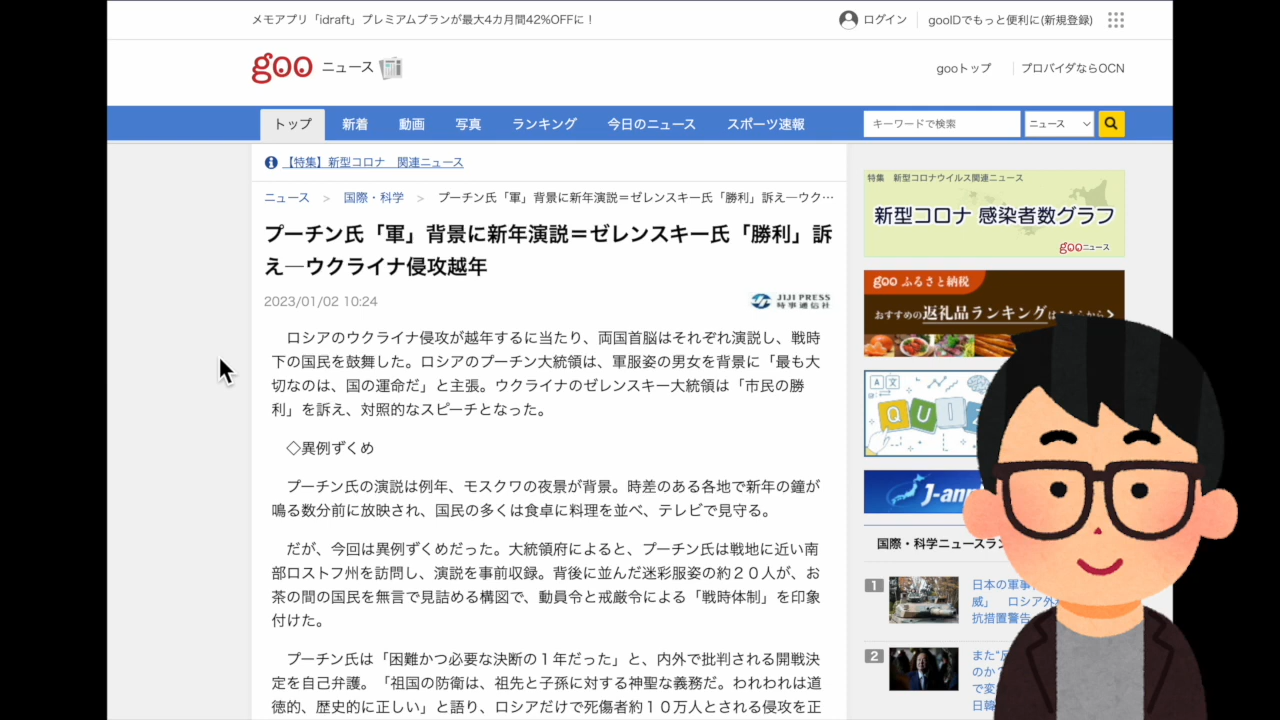 メモアプリ「idraft」プレミアムプランが最大4カ月間42%OFFに！
ログイン
gooIDでもっと便利に(新規登録)
goo ニュース
gooトップ
プロバイダならOCN
トップ 新着 動画 写真 ランキング 今日のニュース スポーツ速報
キーワードで検索
ニュース
【特集】新型コロナ　関連ニュース
ニュース > 国際・科学 > プーチン氏「軍」背景に新年演説＝ゼレンスキー氏「勝利」訴え―ウク…
プーチン氏「軍」背景に新年演説＝ゼレンスキー氏「勝利」訴
え―ウクライナ侵攻越年
2023/01/02 10:24
JIJI PRESS
時事通信社
ロシアのウクライナ侵攻が越年するに当たり、両国首脳はそれぞれ演説し、戦時
下の国民を鼓舞した。ロシアのプーチン大統領は、軍服姿の男女を背景に「最も大
切なのは、国の運命だ」と主張。ウクライナのゼレンスキー大統領は「市民の勝
利」を訴え、対照的なスピーチとなった。
◇異例ずくめ
プーチン氏の演説は例年、モスクワの夜景が背景。時差のある各地で新年の鐘が
鳴る数分前に放映され、国民の多くは食卓に料理を並べ、テレビで見守る。
だが、今回は異例ずくめだった。大統領府によると、プーチン氏は戦地に近い南
部ロストフ州を訪問し、演説を事前収録。背後に並んだ迷彩服姿の約２０人が、お
茶の間の国民を無言で見詰める構図で、動員令と戒厳令による「戦時体制」を印象
付けた。
プーチン氏は「困難かつ必要な決断の１年だった」と、内外で批判される開戦決
定を自己弁護。「祖国の防衛は、祖先と子孫に対する神聖な義務だ。われわれは道
徳的、歴史的に正しい」と語り、ロシアだけで死傷者約１０万人とされる侵攻を正
特集　新型コロナウイルス関連ニュース
新型コロナ 感染者数グラフ
gooニュース
goo ふるさと納税
おすすめの返礼品ランキングはこちらから
A 文
QUIZ
J-an
国際・科学ニュースラン
1
日本の軍事
威」　ロシア外
抗措置警告
2
また"
のか
で変
日韓